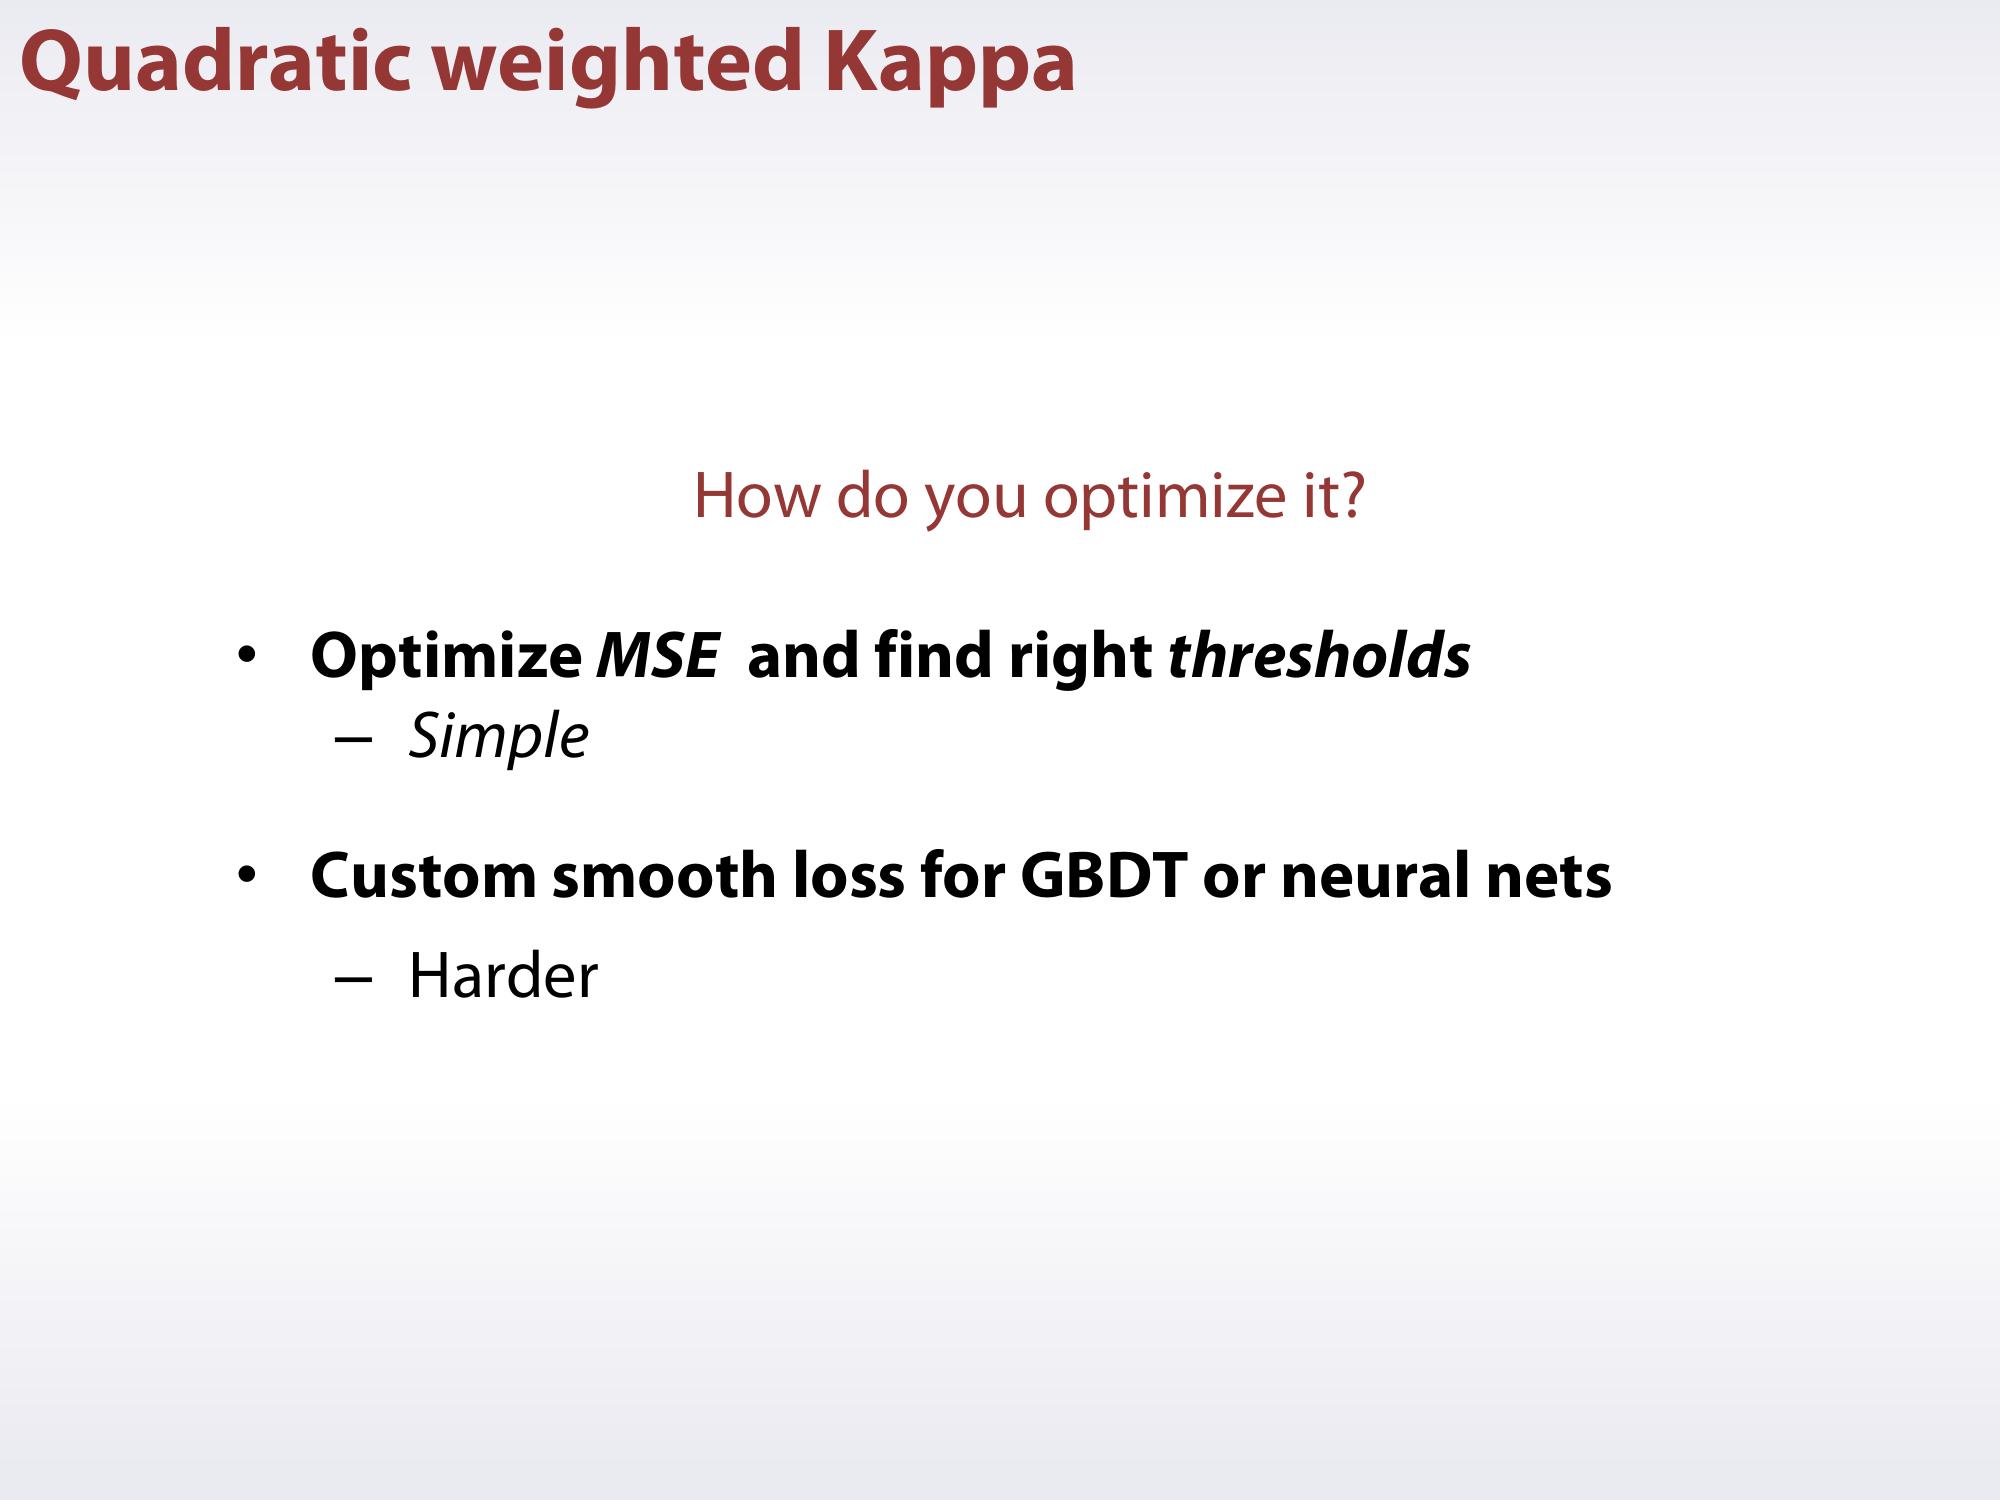 Quadratic weighted Kappa
How do you optimize it?
• Optimize MSE and find right thresholds
– Simple
• Custom smooth loss for GBDT or neural nets
– Harder